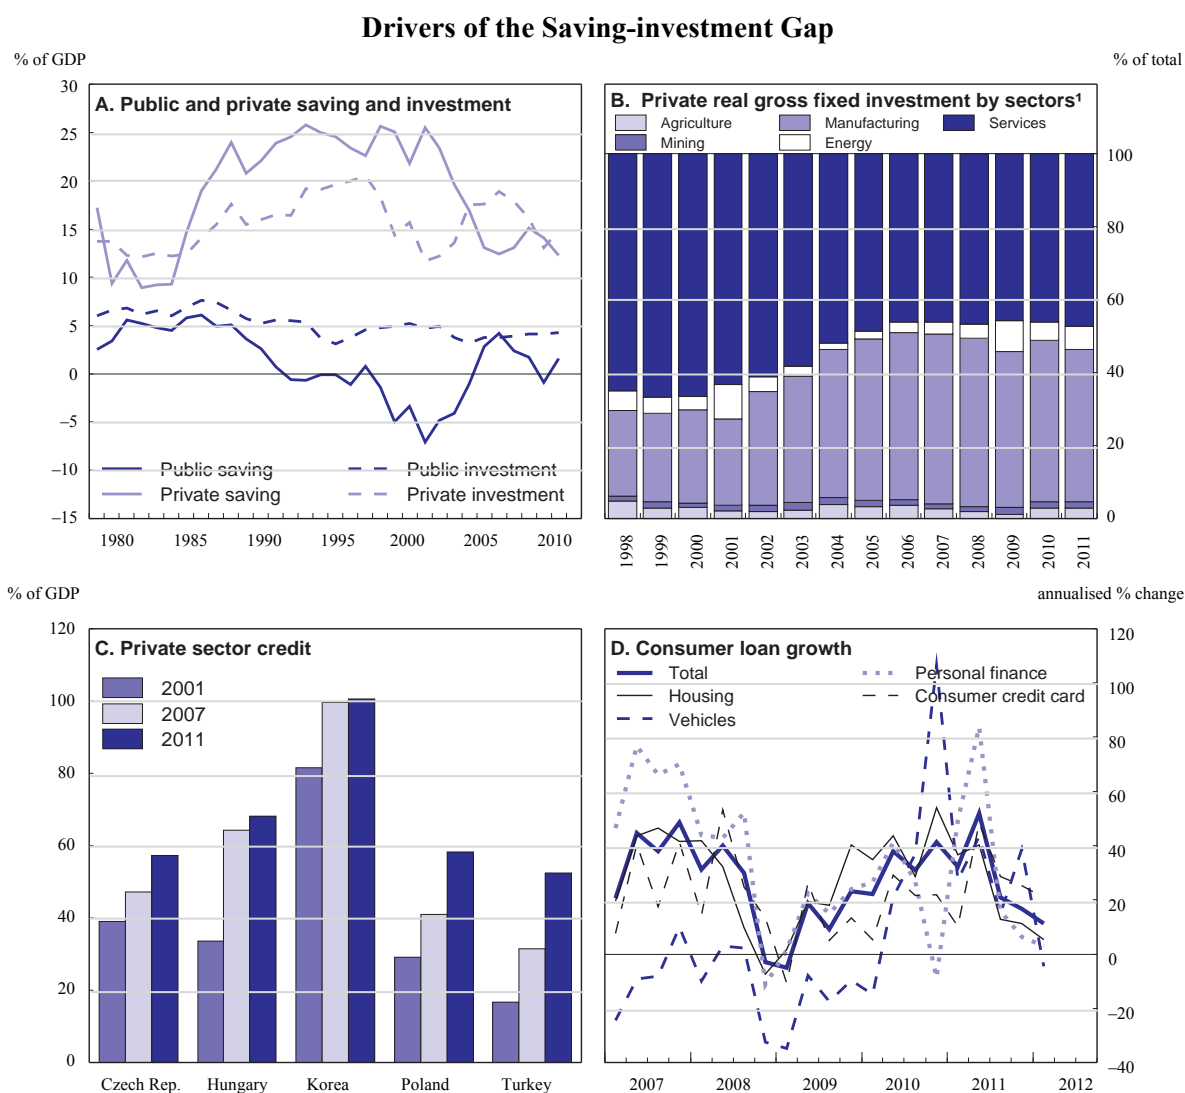 Drivers of the Saving-investment Gap
% of GDP
% of total
A. Public and private saving and investment
30
25
20
15
10
5
0
–5
–10
–15
Public saving
Public investment
Private saving
Private investment
1980 1985 1990 1995 2000 2005 2010
B. Private real gross fixed investment by sectors¹
Agriculture
Manufacturing
Services
Mining
Energy
100
80
60
40
20
0
1998 1999 2000 2001 2002 2003 2004 2005 2006 2007 2008 2009 2010 2011
% of GDP
annualised % change
C. Private sector credit
120
100
80
60
40
20
0
2001
2007
2011
Czech Rep. Hungary Korea Poland Turkey
D. Consumer loan growth
Total
Personal finance
Housing
Consumer credit card
Vehicles
120
100
80
60
40
20
0
–20
–40
2007 2008 2009 2010 2011 2012